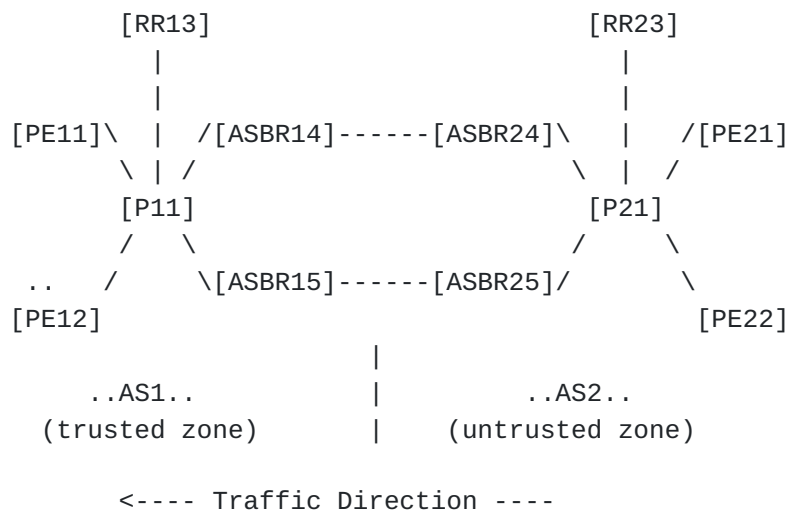 [RR13]                        [RR23]
          |                             |
          |                             |
[PE11]\  |  /[ASBR14]------[ASBR24]\   |   /[PE21]
       \ | /                        \  |  /
       [P11]                         [P21]
       /   \                        /     \
 ..   /     \[ASBR15]------[ASBR25]/       \
[PE12]                                      [PE22]
                       |
     ..AS1..           |         ..AS2..
  (trusted zone)       |    (untrusted zone)
<---- Traffic Direction ----